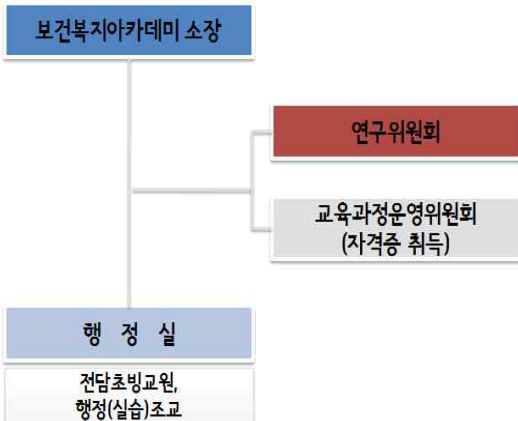 보건복지아카데미 소장
연구위원회
교육과정운영위원회
(자격증 취득)
행 정 실
전담초빙교원,
행정(실습)조교